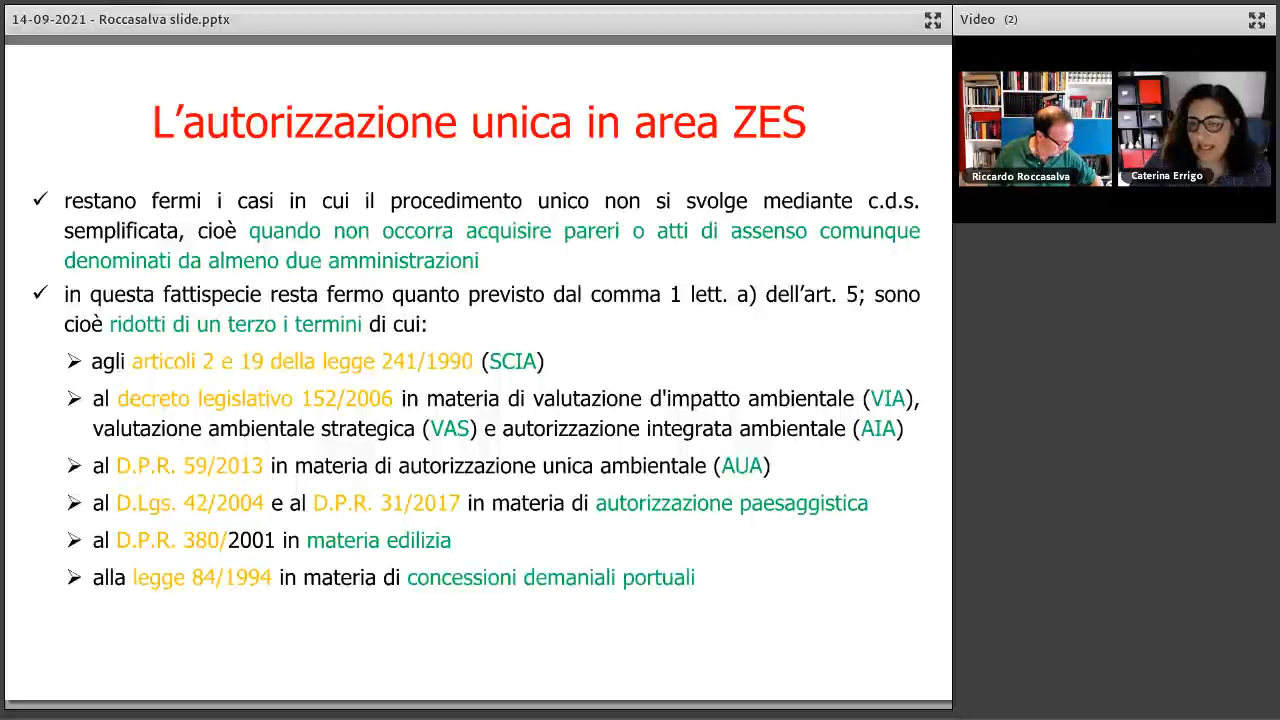 14-09-2021 - Roccasalva slide.pptx
Video (2)
L'autorizzazione unica in area ZES
✓ restano fermi i casi in cui il procedimento unico non si svolge mediante c.d.s.
semplificata, cioè quando non occorra acquisire pareri o atti di assenso comunque
denominati da almeno due amministrazioni
✓ in questa fattispecie resta fermo quanto previsto dal comma 1 lett. a) dell'art. 5; sono
cioè ridotti di un terzo i termini di cui:
➢ agli articoli 2 e 19 della legge 241/1990 (SCIA)
➢ al decreto legislativo 152/2006 in materia di valutazione d'impatto ambientale (VIA),
valutazione ambientale strategica (VAS) e autorizzazione integrata ambientale (AIA)
➢ al D.P.R. 59/2013 in materia di autorizzazione unica ambientale (AUA)
➢ al D.Lgs. 42/2004 e al D.P.R. 31/2017 in materia di autorizzazione paesaggistica
➢ al D.P.R. 380/2001 in materia edilizia
➢ alla legge 84/1994 in materia di concessioni demaniali portuali
Riccardo Roccasalva
Caterina Errigo